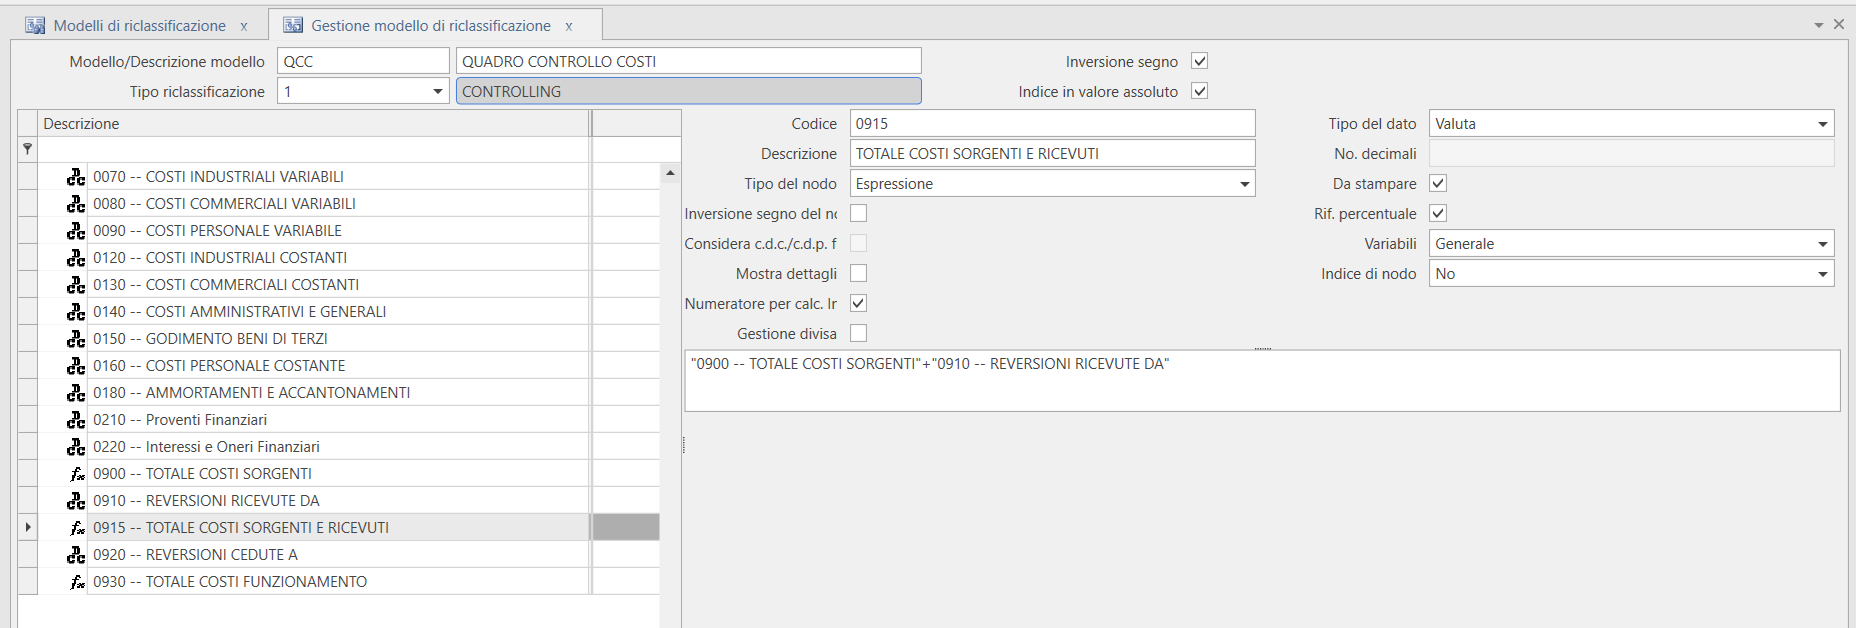 Modelli di riclassificazione x Gestione modello di riclassificazione x
Modello/Descrizione modello QCC QUADRO CONTROLLO COSTI Inversione segno
Tipo riclassificazione 1 CONTROLLING Indice in valore assoluto
Descrizione
0070 -- COSTI INDUSTRIALI VARIABILI
0080 -- COSTI COMMERCIALI VARIABILI
0090 -- COSTI PERSONALE VARIABILE
0120 -- COSTI INDUSTRIALI COSTANTI
0130 -- COSTI COMMERCIALI COSTANTI
0140 -- COSTI AMMINISTRATIVI E GENERALI
0150 -- GODIMENTO BENI DI TERZI
0160 -- COSTI PERSONALE COSTANTE
0180 -- AMMORTAMENTI E ACCANTONAMENTI
0210 -- Proventi Finanziari
0220 -- Interessi e Oneri Finanziari
0900 -- TOTALE COSTI SORGENTI
0910 -- REVERSIONI RICEVUTE DA
0915 -- TOTALE COSTI SORGENTI E RICEVUTI
0920 -- REVERSIONI CEDUTE A
0930 -- TOTALE COSTI FUNZIONAMENTO
Codice 0915 Tipo del dato Valuta
Descrizione TOTALE COSTI SORGENTI E RICEVUTI No. decimali
Tipo del nodo Espressione Da stampare
Inversione segno del nc Rif. percentuale
Considera c.d.c./c.d.p. f Variabili Generale
Mostra dettagli Indice di nodo No
Numeratore per calc. Ir
Gestione divisa
"0900 -- TOTALE COSTI SORGENTI"+"0910 -- REVERSIONI RICEVUTE DA"